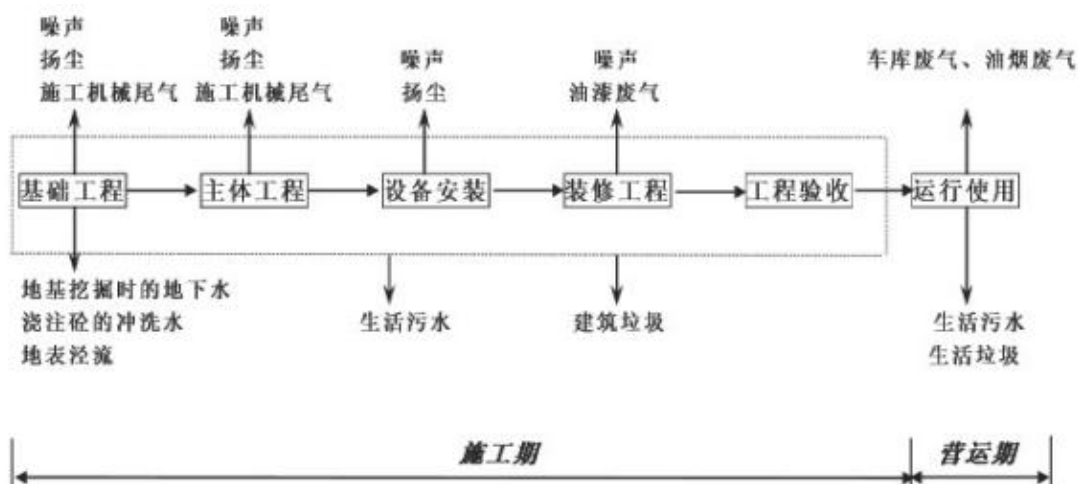 噪声
扬尘
施工机械尾气
噪声
扬尘
施工机械尾气
噪声
扬尘
噪声
油漆废气
车库废气、油烟废气
基础工程
主体工程
设备安装
装修工程
工程验收
运行使用
地基挖掘时的地下水
浇注砼的冲洗水
地表泾流
生活污水
建筑垃圾
生活污水
生活垃圾
施工期
营运期